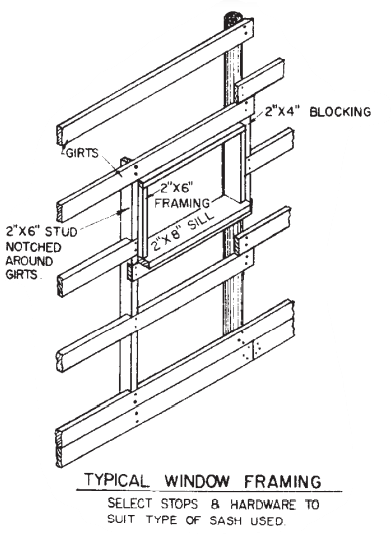 2"X4" BLOCKING
GIRTS
2"X6"
FRAMING
2"X8" SILL
2"X6" STUD
NOTCHED
AROUND
GIRTS.
TYPICAL WINDOW FRAMING
SELECT STOPS & HARDWARE TO
SUIT TYPE OF SASH USED.